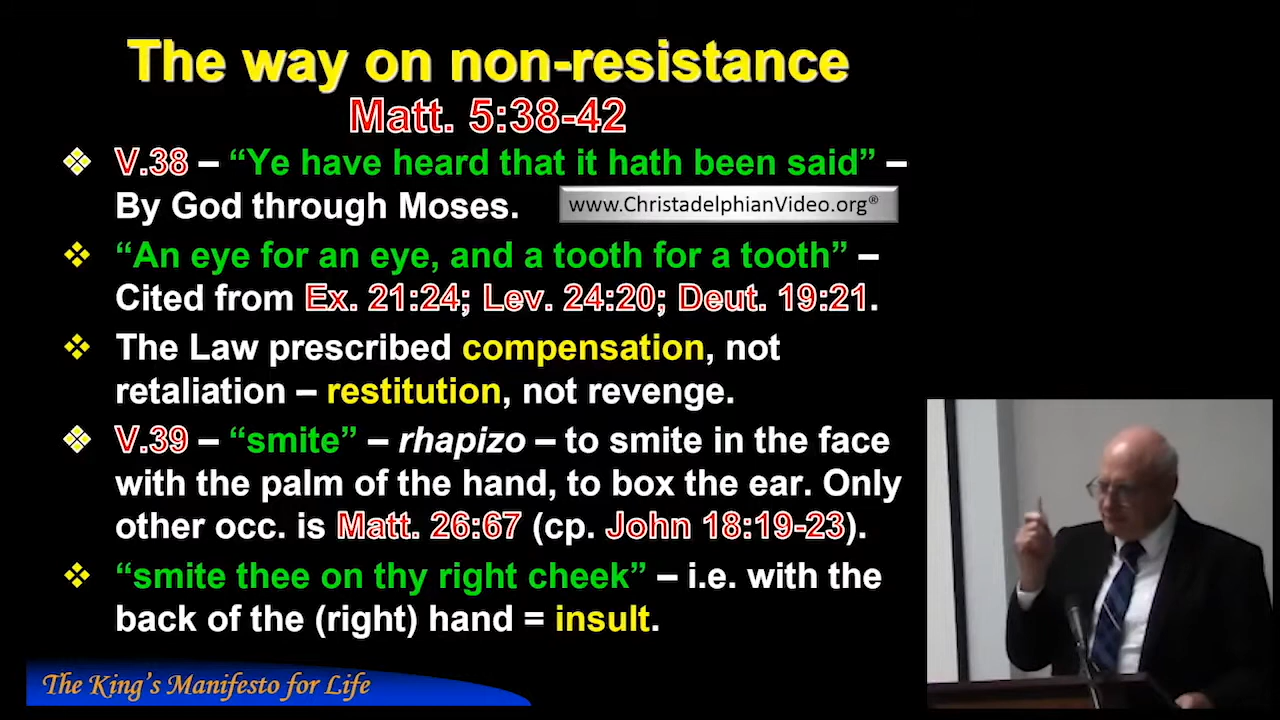 The way on non-resistance
Matt. 5:38-42
V.38 – “Ye have heard that it hath been said” –
By God through Moses.
www.ChristadelphianVideo.org®
“An eye for an eye, and a tooth for a tooth” –
Cited from Ex. 21:24; Lev. 24:20; Deut. 19:21.
The Law prescribed compensation, not
retaliation – restitution, not revenge.
V.39 – “smite” – rhapizo – to smite in the face
with the palm of the hand, to box the ear. Only
other occ. is Matt. 26:67 (cp. John 18:19-23).
“smite thee on thy right cheek” – i.e. with the
back of the (right) hand = insult.
The King's Manifesto for Life